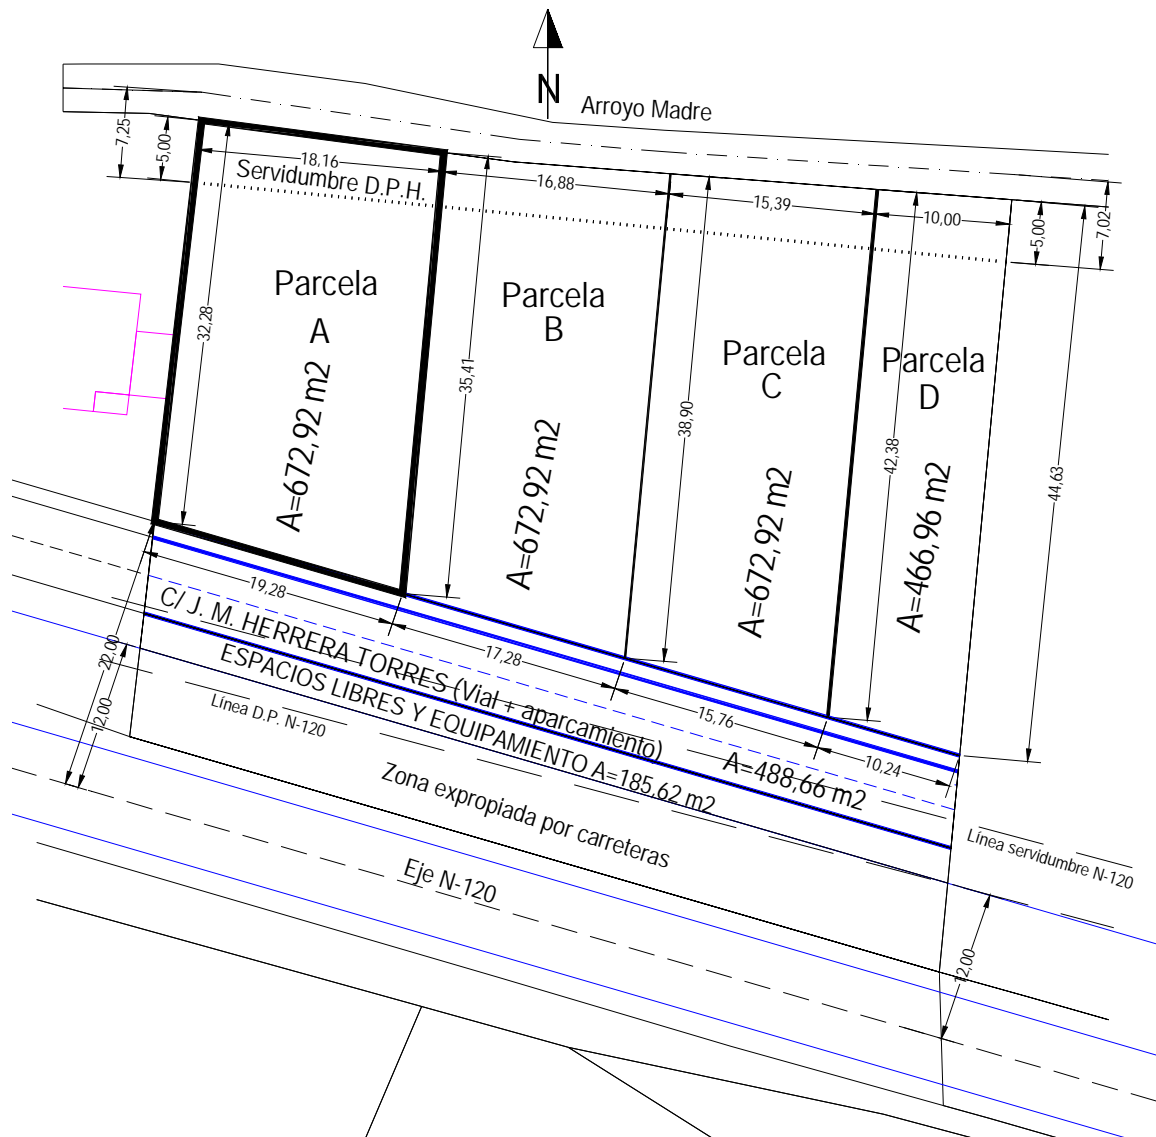 N
Arroyo Madre
7,25
5,00
18,16
Servidumbre D.P.H.
16,88
15,39
10,00
5,00
7,02
Parcela
A
A=672,92 m2
32,28
Parcela
B
A=672,92 m2
35,41
Parcela
C
A=672,92 m2
38,90
Parcela
D
A=466,96 m2
42,38
44,63
19,28
17,28
15,76
10,24
22,00
12,00
C/ J. M. HERRERA TORRES (Vial + aparcamiento)
A=488,66 m2
ESPACIOS LIBRES Y EQUIPAMIENTO A=185,62 m2
Línea D.P. N-120
Zona expropiada por carreteras
Línea servidumbre N-120
Eje N-120
12,00